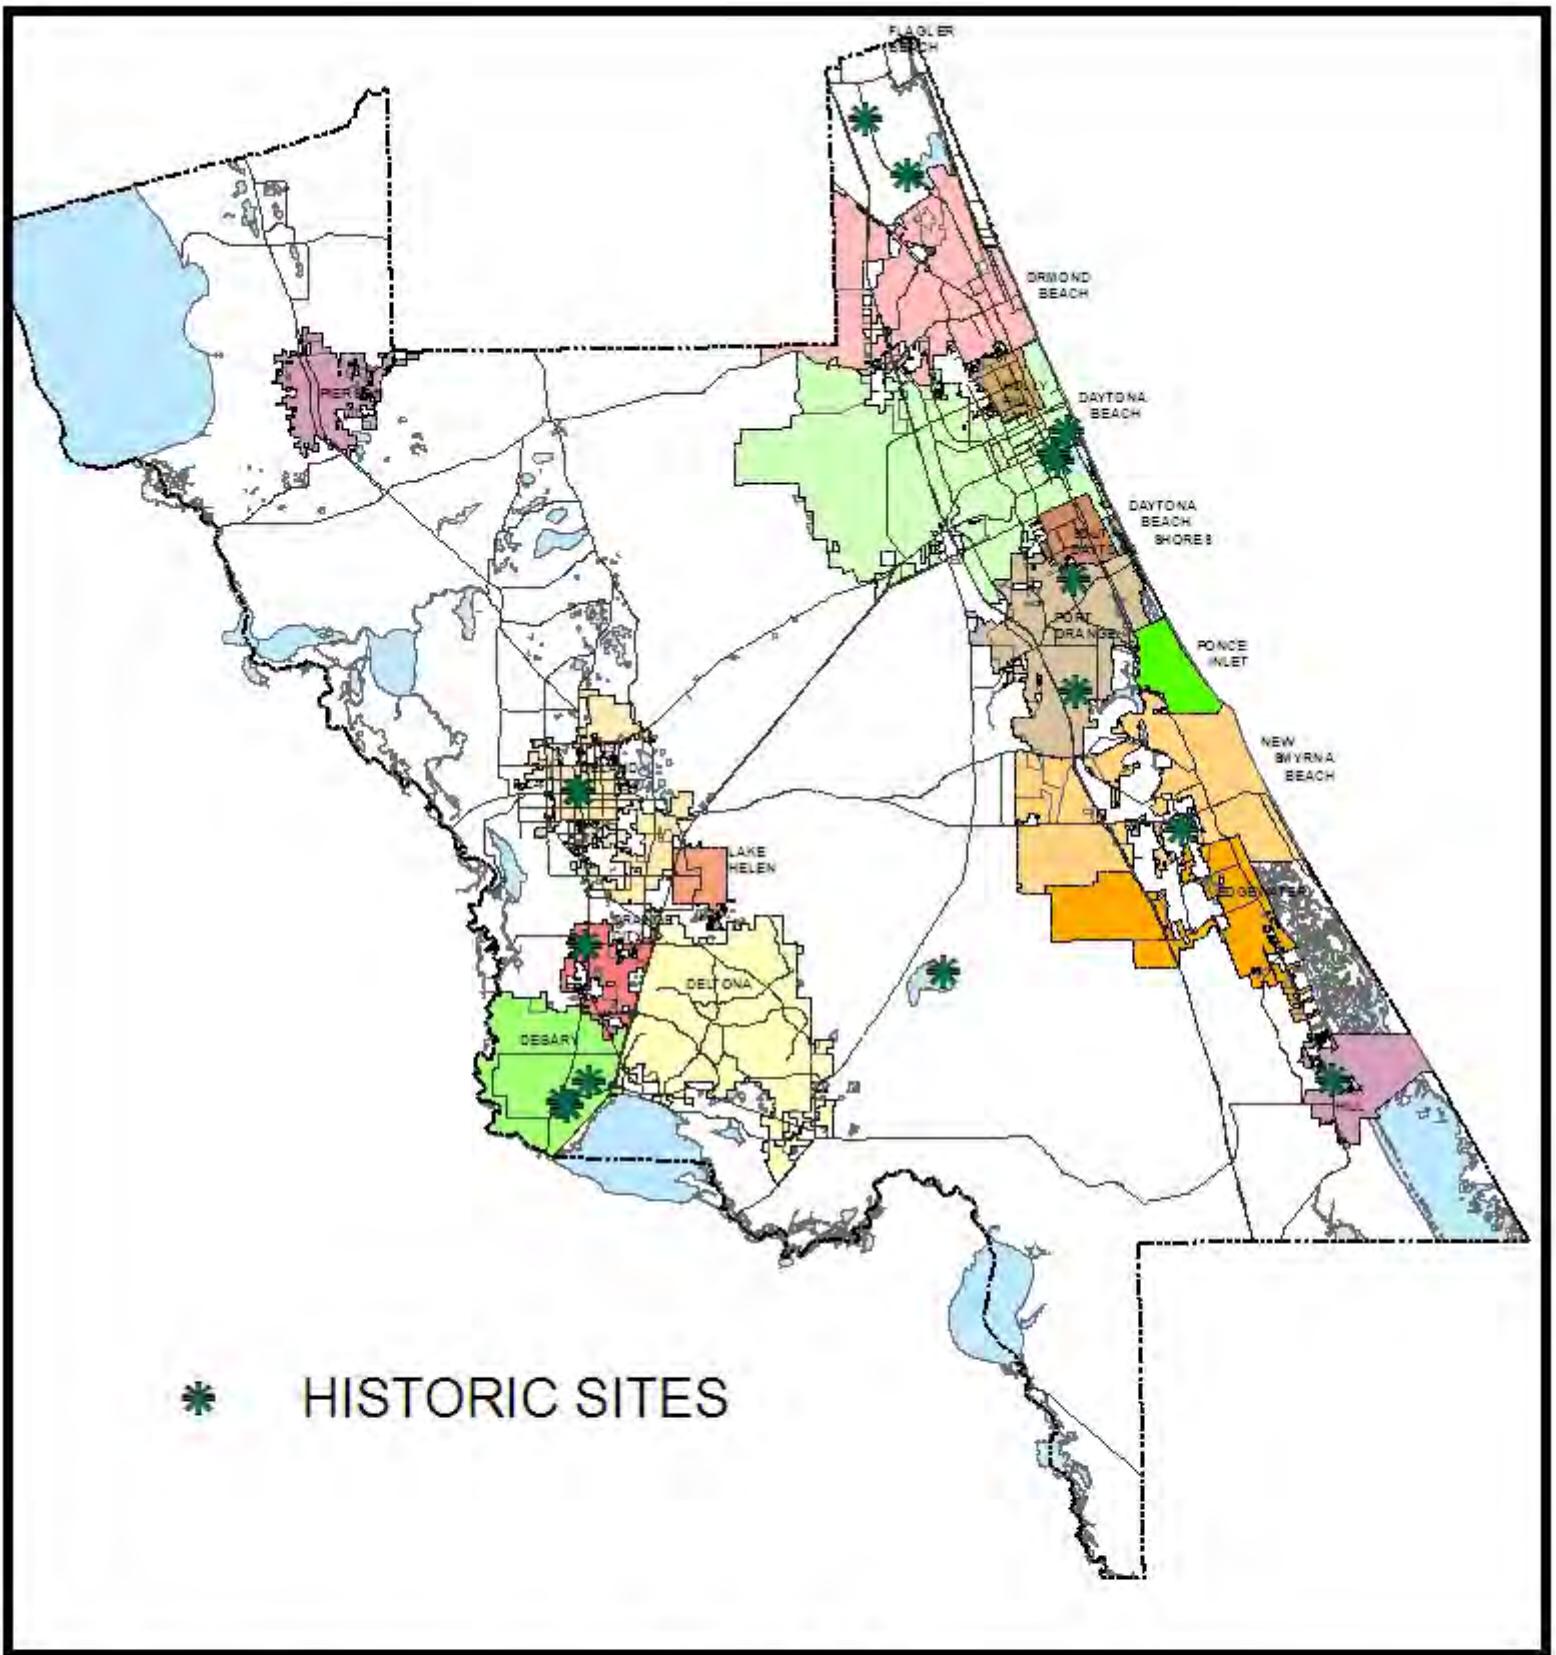 FLAGLER
BEACH
ORMOND
BEACH
DAYTONA
BEACH
DAYTONA
BEACH
SHORES
PORT
ORANGE
PONCE
INLET
NEW
SMYRNA
BEACH
LAKE
HELEN
EDGEWATER
ORANGE
DELTONA
DEBARY
HISTORIC SITES